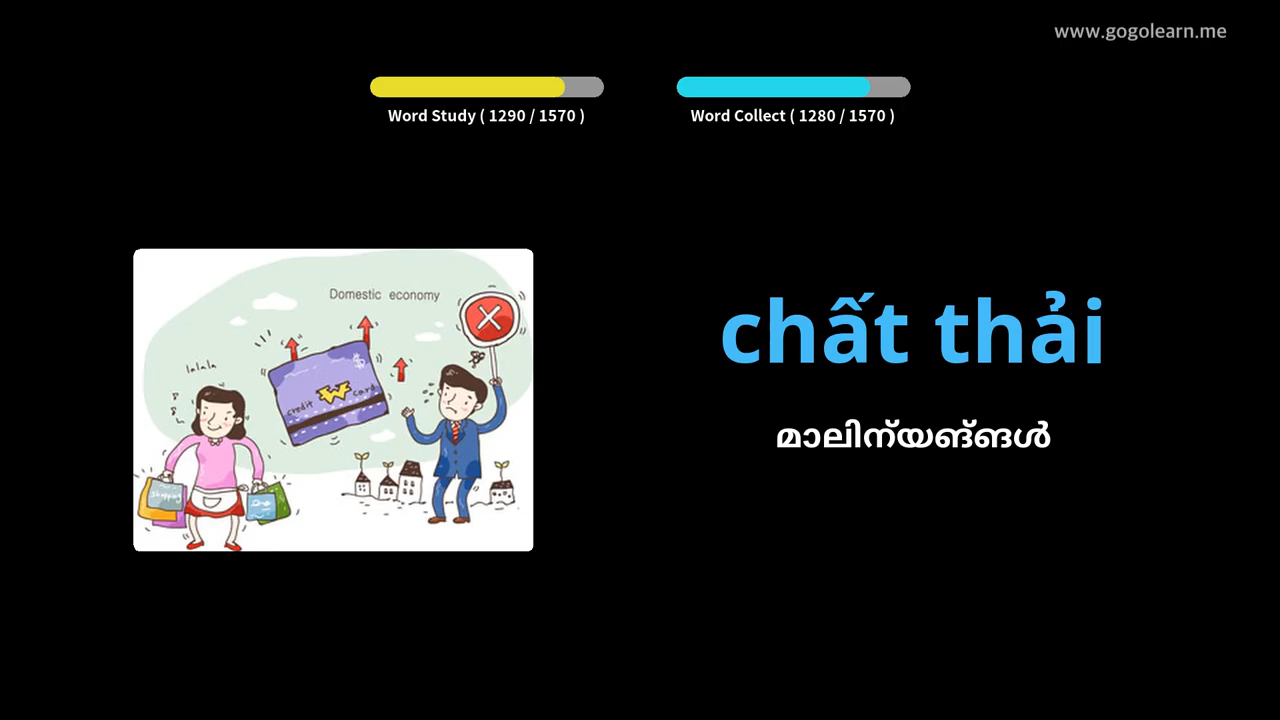 www.gogolearn.me
Word Study ( 1290 / 1570 )
Word Collect ( 1280 / 1570 )
Domestic economy
lalala
$
W
credit card
Shopping
chất thải
മാലിന്യങ്ങൾ